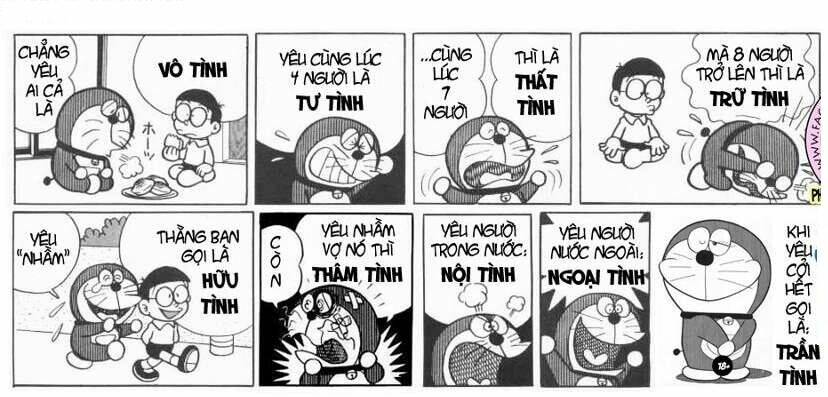 CHẲNG
YÊU
AI CẢ
LÀ
VÔ TÌNH
YÊU CÙNG LÚC
4 NGƯỜI LÀ
TƯ TÌNH
...CÙNG
LÚC
7
NGƯỜI
THÌ LÀ
THẤT
TÌNH
MÀ 8 NGƯỜI
TRỞ LÊN THÌ LÀ
TRỮ TÌNH
YÊU
"NHẦM"
THẰNG BẠN
GỌI LÀ
HỮU
TÌNH
CÒN
YÊU NHẦM
VỢ NÓ THÌ
THÂM TÌNH
YÊU NGƯỜI
TRONG NƯỚC:
NỘI TÌNH
YÊU NGƯỜI
NƯỚC NGOÀI:
NGOẠI TÌNH
18+
KHI
YÊU
CỞI
HẾT
GỌI
LÀ:
TRẦN
TÌNH